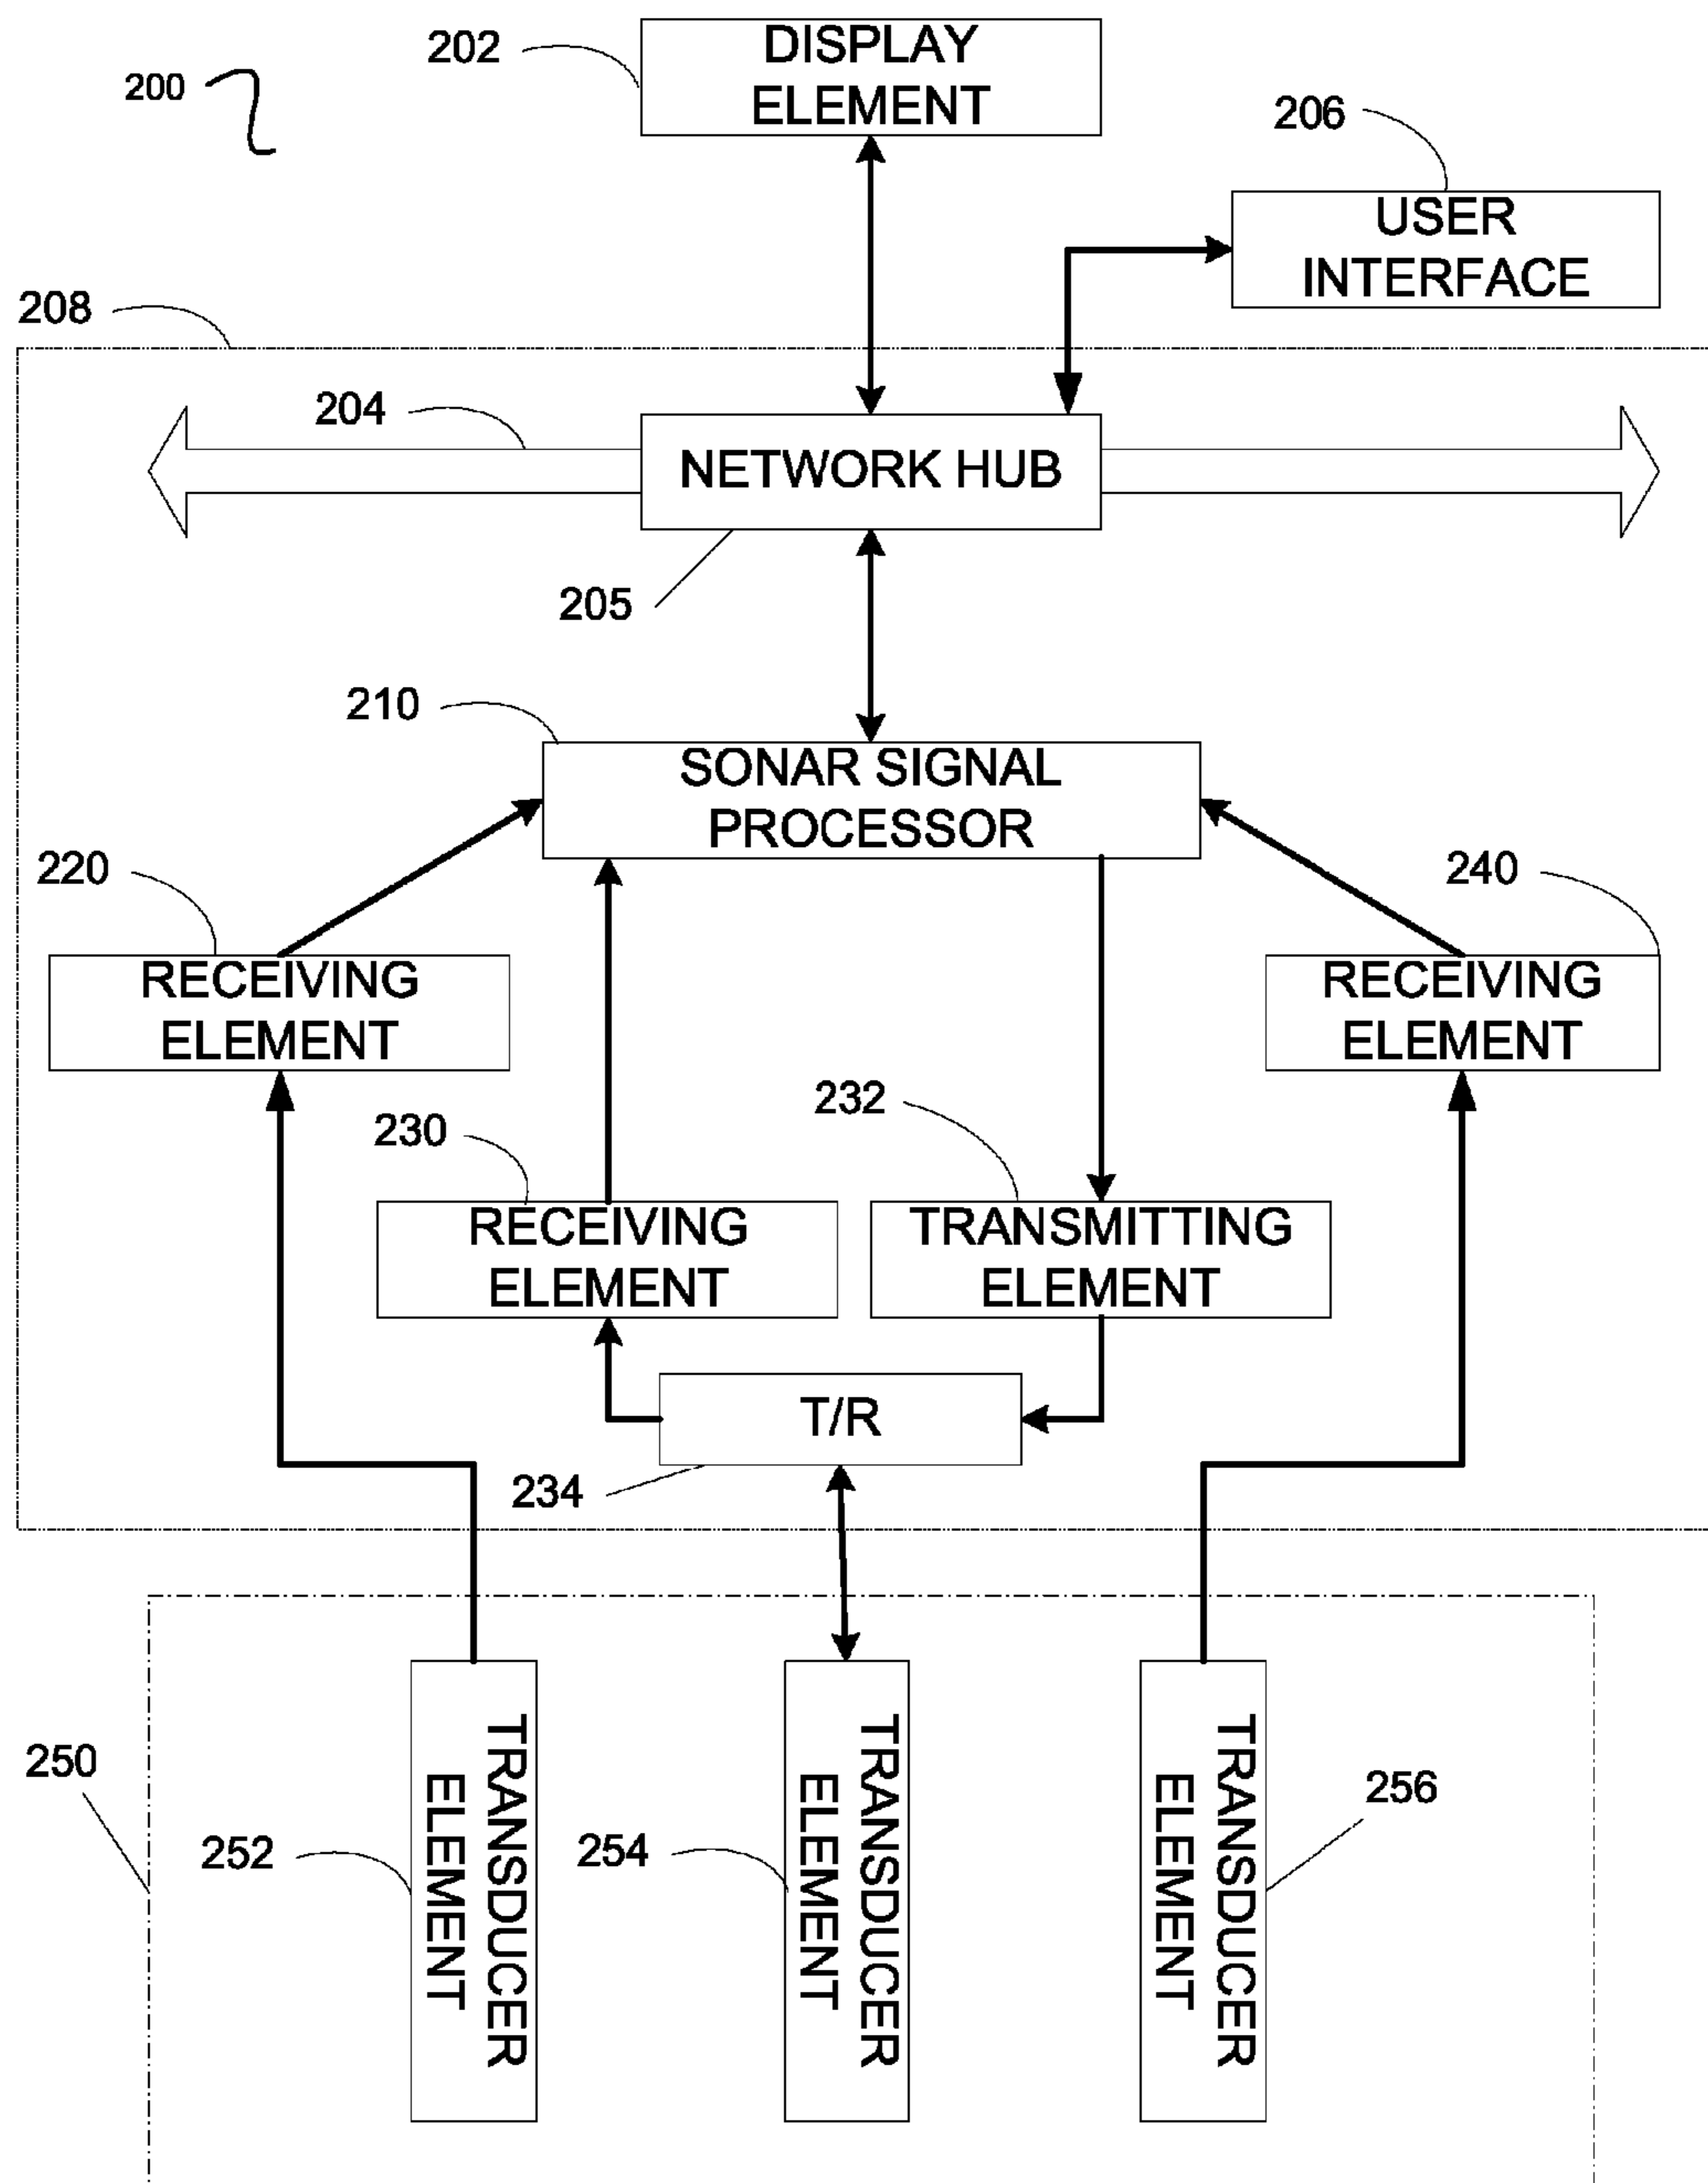 202
DISPLAY
ELEMENT
200
206
USER
INTERFACE
208
204
NETWORK HUB
205
210
SONAR SIGNAL
PROCESSOR
220
240
RECEIVING
ELEMENT
RECEIVING
ELEMENT
232
230
RECEIVING
ELEMENT
TRANSMITTING
ELEMENT
T/R
234
250
252
TRANSDUCER
ELEMENT
254
TRANSDUCER
ELEMENT
256
TRANSDUCER
ELEMENT